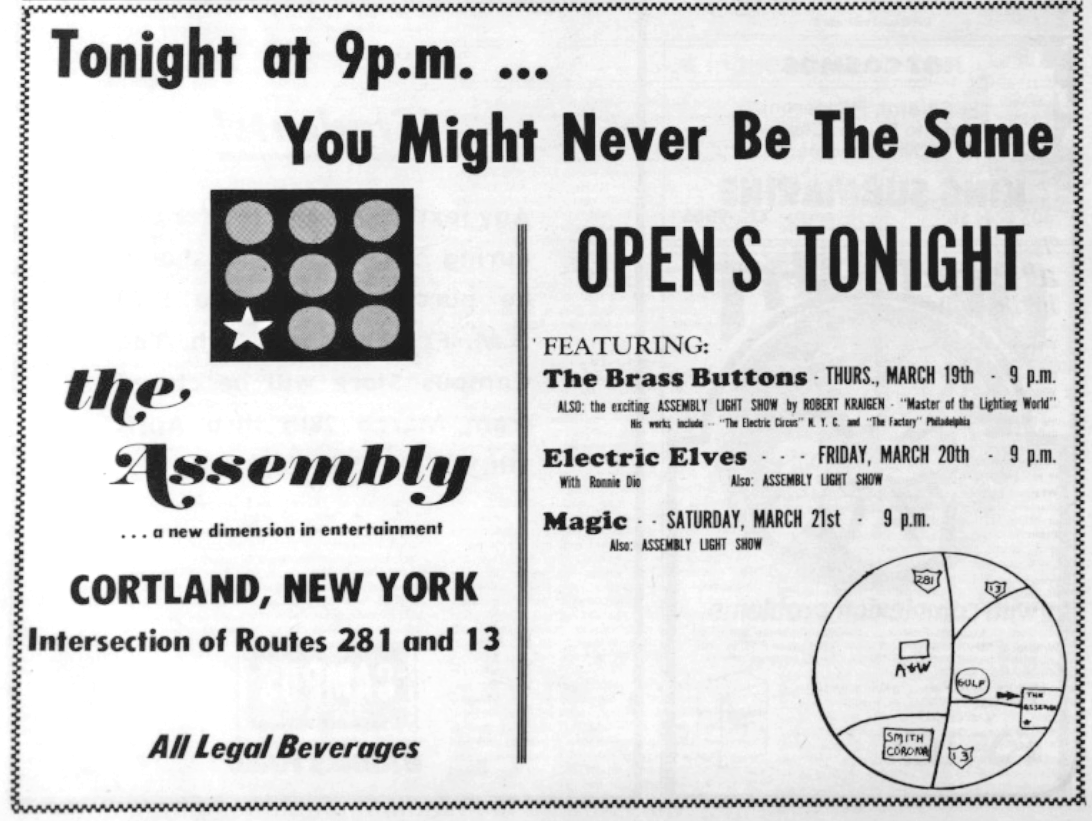 Tonight at 9p.m. ...
You Might Never Be The Same
the
Assembly
. . . a new dimension in entertainment
CORTLAND, NEW YORK
Intersection of Routes 281 and 13
All Legal Beverages
OPENS TONIGHT
FEATURING:
The Brass Buttons - THURS., MARCH 19th - 9 p.m.
ALSO: the exciting ASSEMBLY LIGHT SHOW by ROBERT KRAIGEN - "Master of the Lighting World"
His works include -- "The Electric Circus" N. Y. C. and "The Factory" Philadelphia
Electric Elves - - - FRIDAY, MARCH 20th - 9 p.m.
With Ronnie Dio Also: ASSEMBLY LIGHT SHOW
Magic - - SATURDAY, MARCH 21st - 9 p.m.
Also: ASSEMBLY LIGHT SHOW
281
13
A&W
GULF
THE
SMITH
CORONA
13